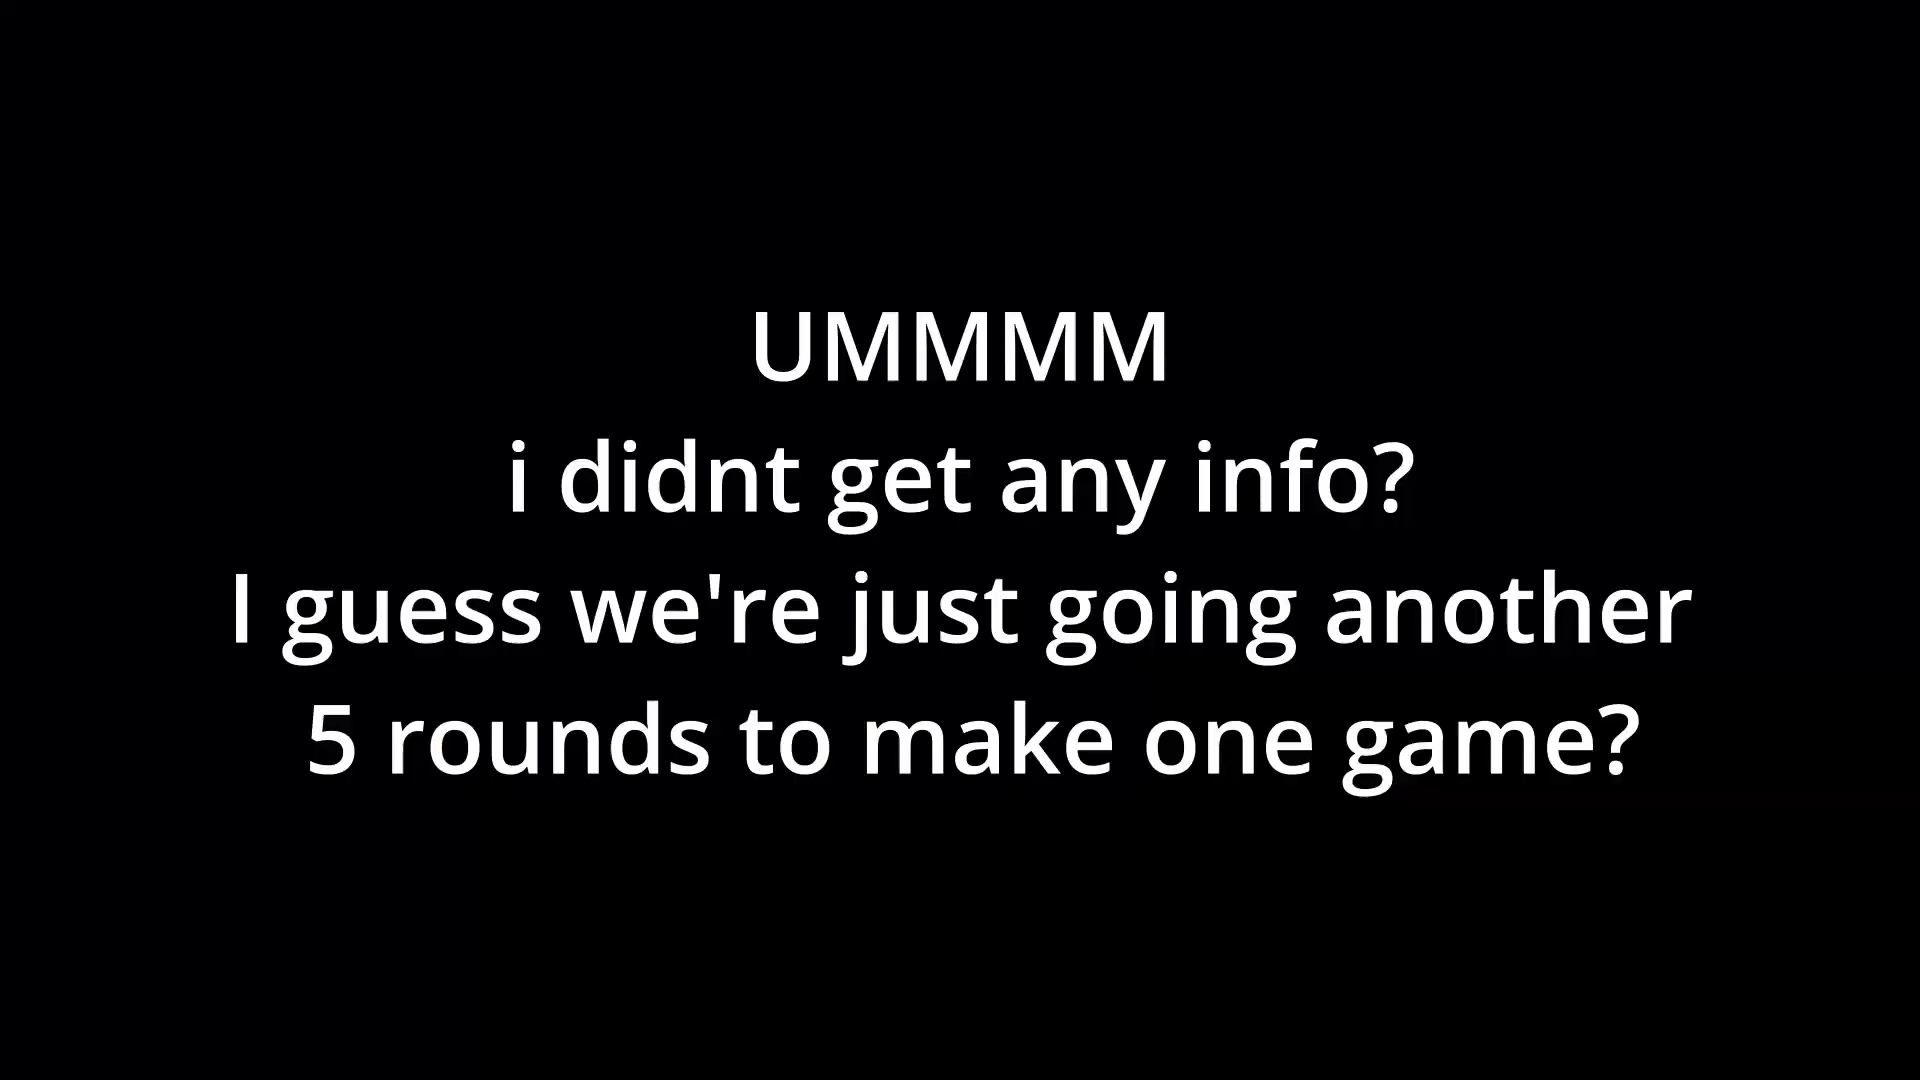 UMMMM
i didnt get any info?
I guess we're just going another
5 rounds to make one game?